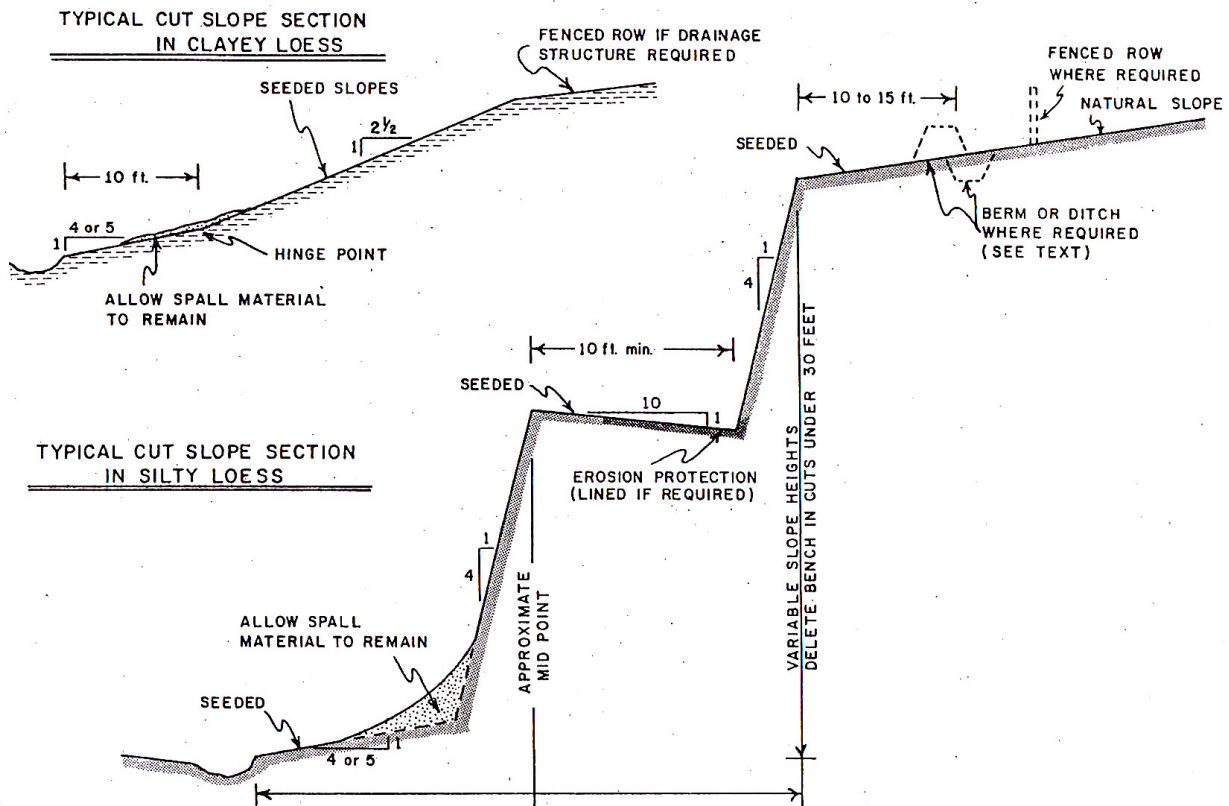 TYPICAL CUT SLOPE SECTION
IN CLAYEY LOESS
FENCED ROW IF DRAINAGE
STRUCTURE REQUIRED
SEEDED SLOPES
2 1/2
1
10 ft.
4 or 5
1
HINGE POINT
ALLOW SPALL MATERIAL
TO REMAIN
FENCED ROW
WHERE REQUIRED
10 to 15 ft.
NATURAL SLOPE
SEEDED
BERM OR DITCH
WHERE REQUIRED
(SEE TEXT)
1
4
10 ft. min.
SEEDED
10
1
EROSION PROTECTION
(LINED IF REQUIRED)
TYPICAL CUT SLOPE SECTION
IN SILTY LOESS
1
4
ALLOW SPALL
MATERIAL TO REMAIN
SEEDED
1
4 or 5
APPROXIMATE
MID POINT
VARIABLE SLOPE HEIGHTS
DELETE BENCH IN CUTS UNDER 30 FEET